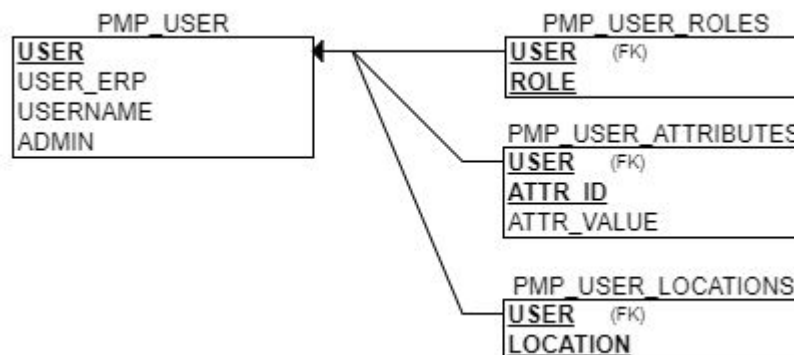 PMP_USER
USER
USER_ERP
USERNAME
ADMIN
PMP_USER_ROLES
USER (FK)
ROLE
PMP_USER_ATTRIBUTES
USER (FK)
ATTR_ID
ATTR_VALUE
PMP_USER_LOCATIONS
USER (FK)
LOCATION